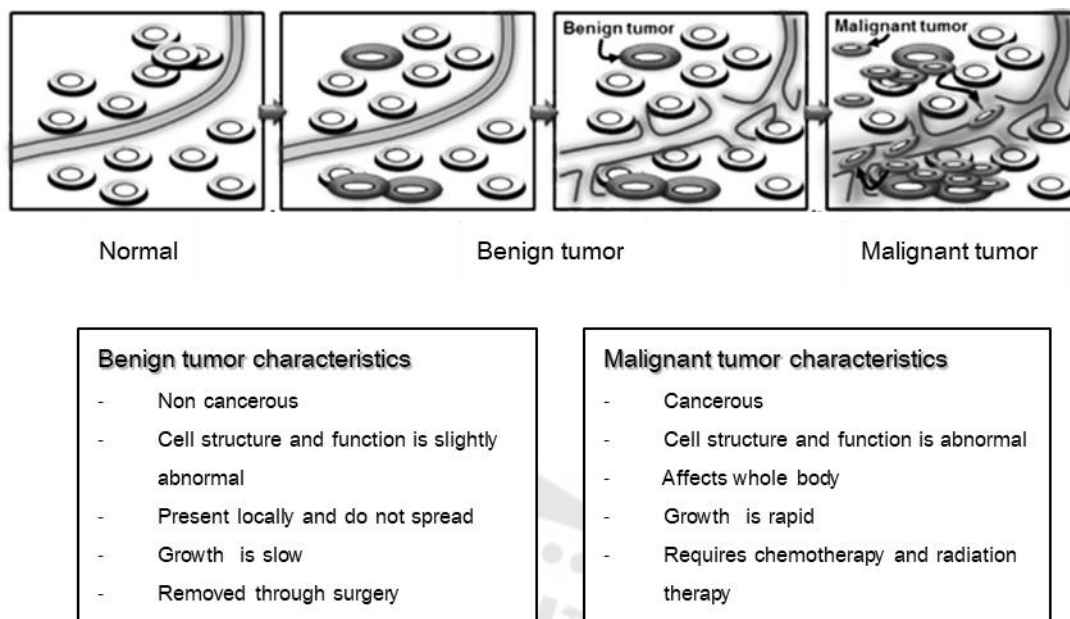 Benign tumor
Malignant tumor
Normal
Benign tumor
Malignant tumor
Benign tumor characteristics
- Non cancerous
- Cell structure and function is slightly
abnormal
- Present locally and do not spread
- Growth is slow
- Removed through surgery
Malignant tumor characteristics
- Cancerous
- Cell structure and function is abnormal
- Affects whole body
- Growth is rapid
- Requires chemotherapy and radiation
therapy